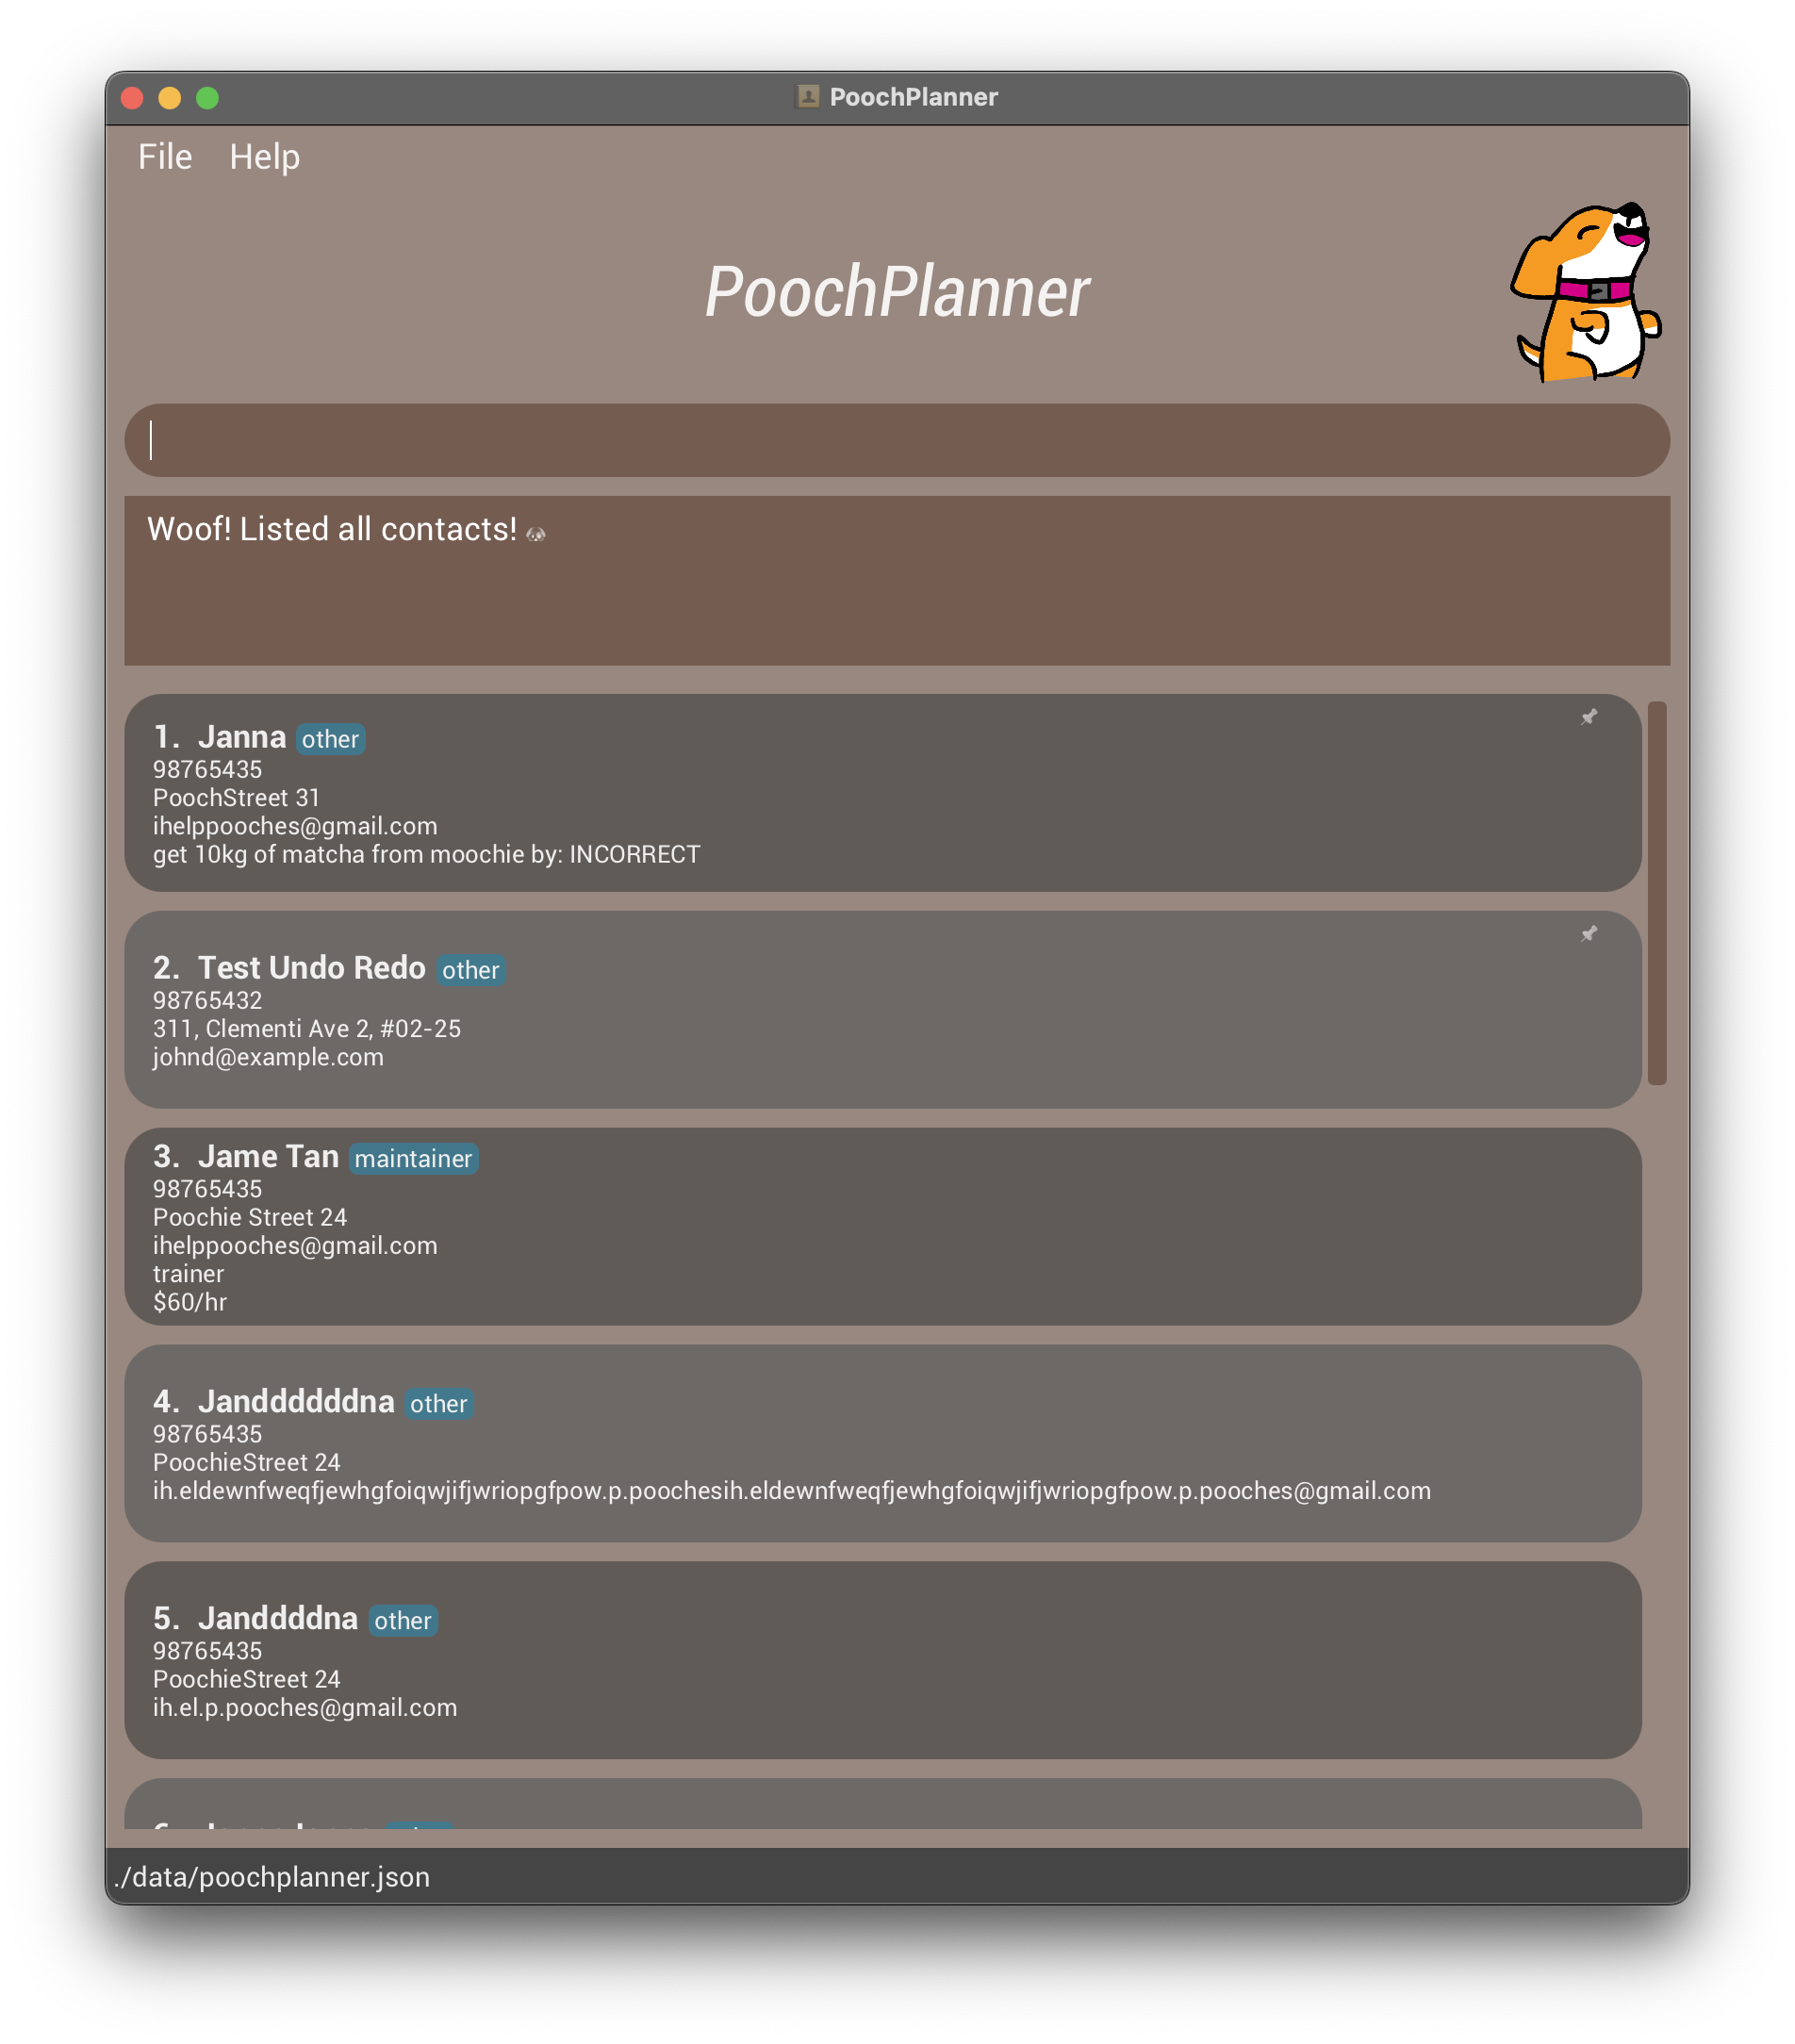 PoochPlanner
File Help
PoochPlanner
Woof! Listed all contacts!
1. Janna other
98765435
PoochStreet 31
ihelppooches@gmail.com
get 10kg of matcha from moochie by: INCORRECT
2. Test Undo Redo other
98765432
311, Clementi Ave 2, #02-25
johnd@example.com
3. Jame Tan maintainer
98765435
Poochie Street 24
ihelppooches@gmail.com
trainer
$60/hr
4. Janddddddna other
98765435
PoochieStreet 24
ih.eldewnfweqfjewhgfoiqwjifjwriopgfpow.p.poochesih.eldewnfweqfjewhgfoiqwjifjwriopgfpow.p.pooches@gmail.com
5. Janddddna other
98765435
PoochieStreet 24
ih.el.p.pooches@gmail.com
./data/poochplanner.json